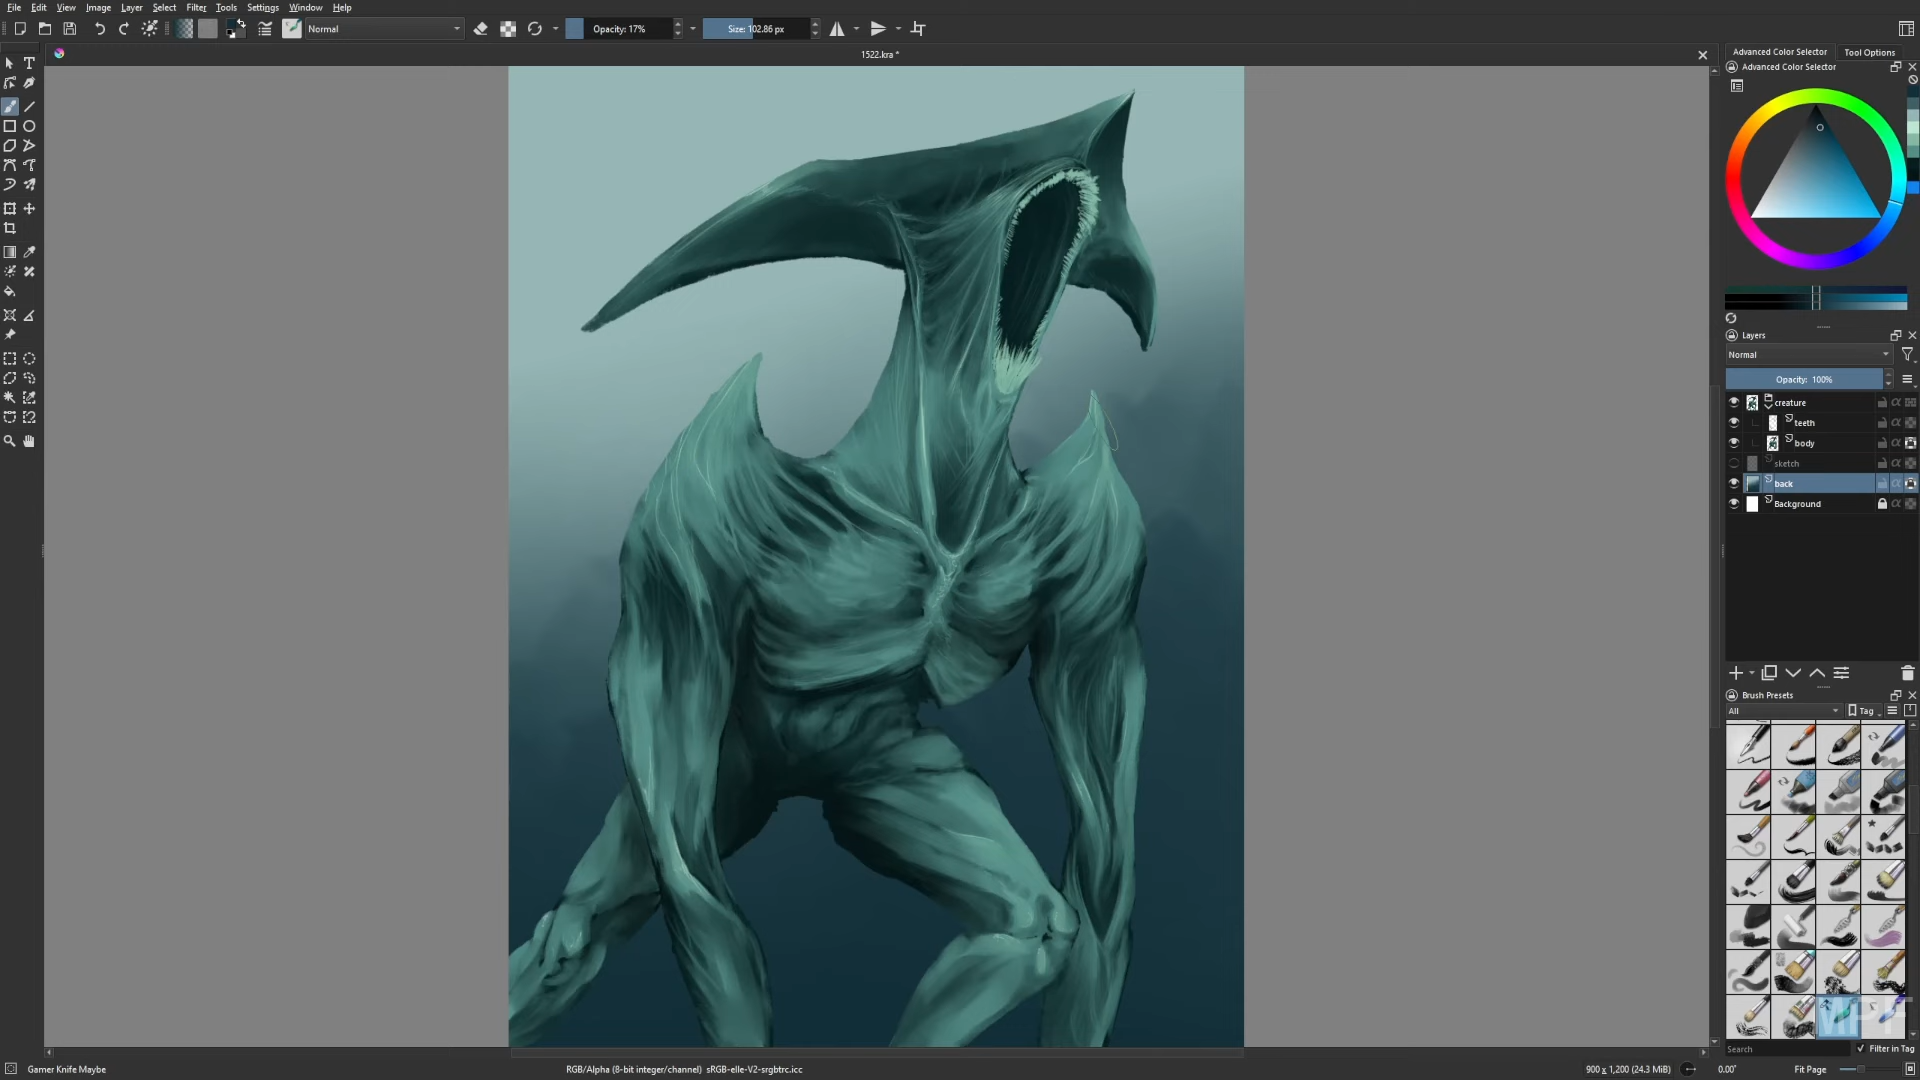 File Edit View Image Layer Select Filter Tools Settings Window Help
Normal Opacity: 17% Size: 102.86 px
1522.kra *
Advanced Color Selector Tool Options
Advanced Color Selector
Layers
Normal
Opacity: 100%
creature
teeth
body
sketch
back
Background
Brush Presets
All Tag
MPF
Search Filter in Tag
Gamer Knife Maybe RGB/Alpha (8-bit integer/channel) sRGB-elle-V2-srgbtrc.icc 900 x 1,200 (24.3 MiB) 0.00° Fit Page